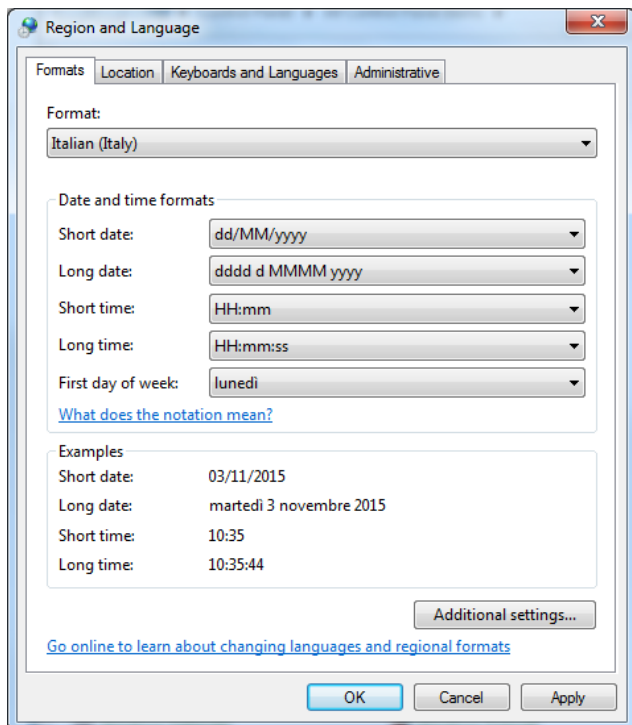 Region and Language
Formats Location Keyboards and Languages Administrative
Format:
Italian (Italy)
Date and time formats
Short date: dd/MM/yyyy
Long date: dddd d MMMM yyyy
Short time: HH:mm
Long time: HH:mm:ss
First day of week: lunedì
What does the notation mean?
Examples
Short date: 03/11/2015
Long date: martedì 3 novembre 2015
Short time: 10:35
Long time: 10:35:44
Additional settings...
Go online to learn about changing languages and regional formats
OK Cancel Apply